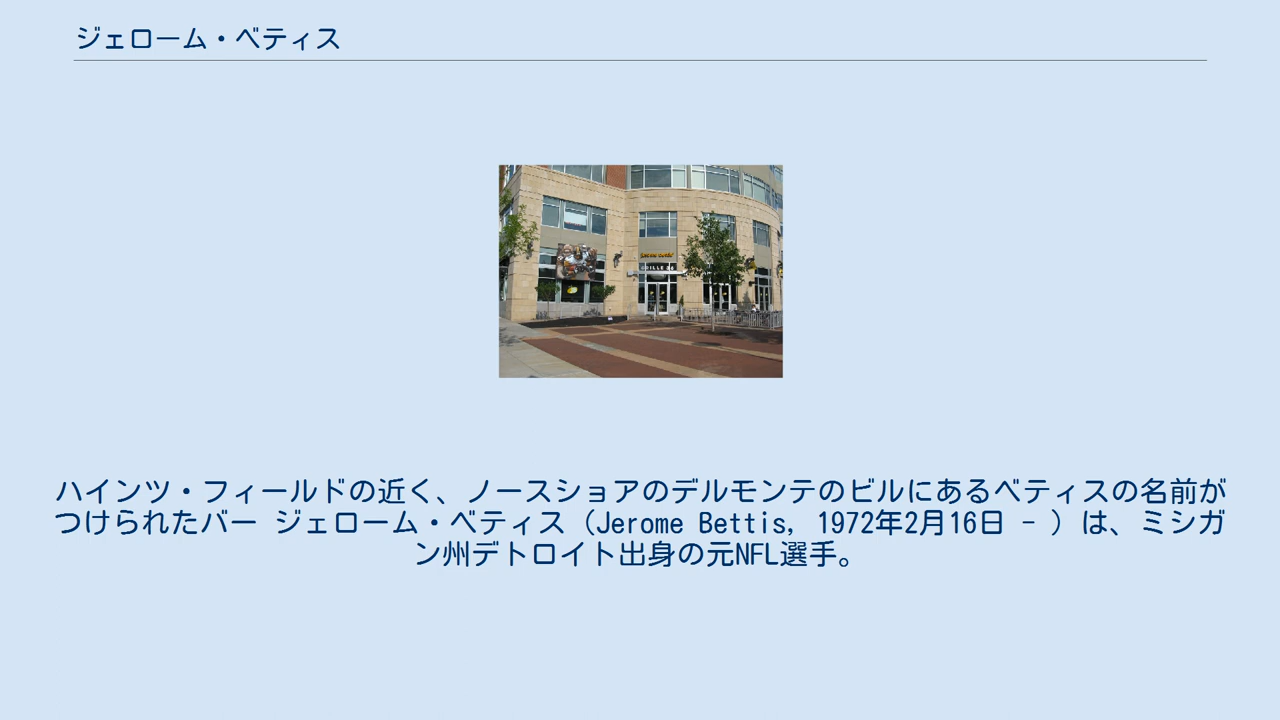 ジェローム・ベティス
jerome bettis'
GRILLE 36
ハインツ・フィールドの近く、ノースショアのデルモンテのビルにあるベティスの名前が
つけられたバー ジェローム・ベティス（Jerome Bettis, 1972年2月16日 - ）は、ミシガ
ン州デトロイト出身の元NFL選手。